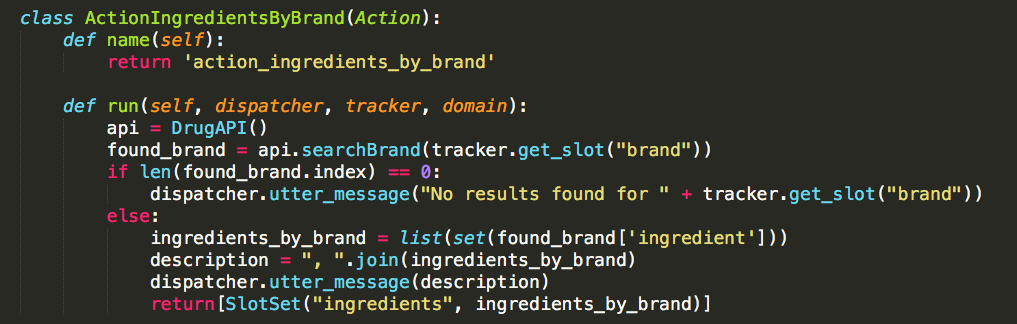 class ActionIngredientsByBrand(Action):
    def name(self):
        return 'action_ingredients_by_brand'

    def run(self, dispatcher, tracker, domain):
        api = DrugAPI()
        found_brand = api.searchBrand(tracker.get_slot("brand"))
        if len(found_brand.index) == 0:
            dispatcher.utter_message("No results found for " + tracker.get_slot("brand"))
        else:
            ingredients_by_brand = list(set(found_brand['ingredient']))
            description = ", ".join(ingredients_by_brand)
            dispatcher.utter_message(description)
            return[SlotSet("ingredients", ingredients_by_brand)]